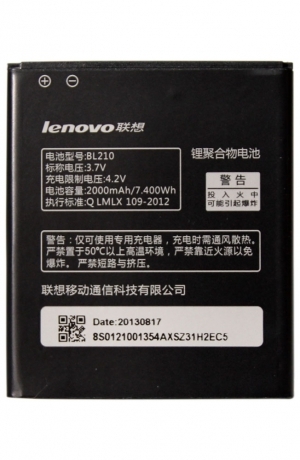 lenovo联想
电池型号:BL210
标称电压:3.7V
充电限制电压:4.2V
电池容量:2000mAh/7.400Wh
执行标准:Q LMLX 109-2012
锂聚合物电池
警告
投入火中
可能引起爆炸
警告:仅可使用专用充电器,充电时需通风散热。
严禁置于50℃以上高温环境,严禁靠近火源以免
爆炸。严禁短路与挤压。
联想移动通信科技有限公司
Date:20130817
8S0121001354AXSZ31H2EC5